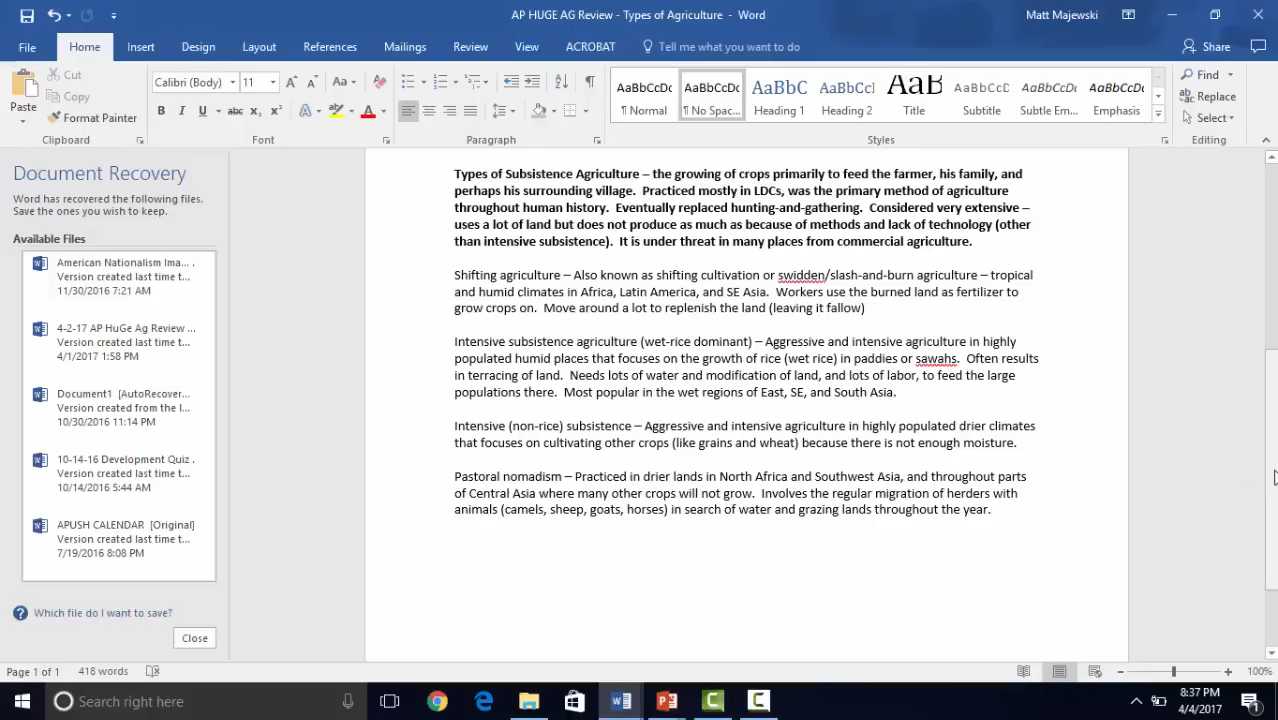 AP HUGE AG Review - Types of Agriculture - Word
Matt Majewski
File Home Insert Design Layout References Mailings Review View ACROBAT Tell me what you want to do
Share
Paste
Cut
Copy
Format Painter
Clipboard
Calibri (Body) 11
Aa
B I U abc x₂ x²
A
Font
Paragraph
AaBbCcDc AaBbCcDc AaBbC AaBbCcl AaB AaBbCcD AaBbCcDt AaBbCcDt
¶ Normal ¶ No Spac... Heading 1 Heading 2 Title Subtitle Subtle Em... Emphasis
Styles
Find
Replace
Select
Editing
Document Recovery
Word has recovered the following files.
Save the ones you wish to keep.
Available Files
American Nationalism Ima... .
Version created last time t...
11/30/2016 7:21 AM
4-2-17 AP HuGe Ag Review ...
Version created last time t...
4/1/2017 1:58 PM
Document1 [AutoRecover...
Version created from the l...
10/30/2016 11:14 PM
10-14-16 Development Quiz .
Version created last time t...
10/14/2016 5:44 AM
APUSH CALENDAR [Original]
Version created last time t...
7/19/2016 8:08 PM
Which file do I want to save?
Close
Types of Subsistence Agriculture – the growing of crops primarily to feed the farmer, his family, and
perhaps his surrounding village. Practiced mostly in LDCs, was the primary method of agriculture
throughout human history. Eventually replaced hunting-and-gathering. Considered very extensive –
uses a lot of land but does not produce as much as because of methods and lack of technology (other
than intensive subsistence). It is under threat in many places from commercial agriculture.
Shifting agriculture – Also known as shifting cultivation or swidden/slash-and-burn agriculture – tropical
and humid climates in Africa, Latin America, and SE Asia. Workers use the burned land as fertilizer to
grow crops on. Move around a lot to replenish the land (leaving it fallow)
Intensive subsistence agriculture (wet-rice dominant) – Aggressive and intensive agriculture in highly
populated humid places that focuses on the growth of rice (wet rice) in paddies or sawahs. Often results
in terracing of land. Needs lots of water and modification of land, and lots of labor, to feed the large
populations there. Most popular in the wet regions of East, SE, and South Asia.
Intensive (non-rice) subsistence – Aggressive and intensive agriculture in highly populated drier climates
that focuses on cultivating other crops (like grains and wheat) because there is not enough moisture.
Pastoral nomadism – Practiced in drier lands in North Africa and Southwest Asia, and throughout parts
of Central Asia where many other crops will not grow. Involves the regular migration of herders with
animals (camels, sheep, goats, horses) in search of water and grazing lands throughout the year.
Page 1 of 1 418 words
100%
Search right here
8:37 PM
4/4/2017